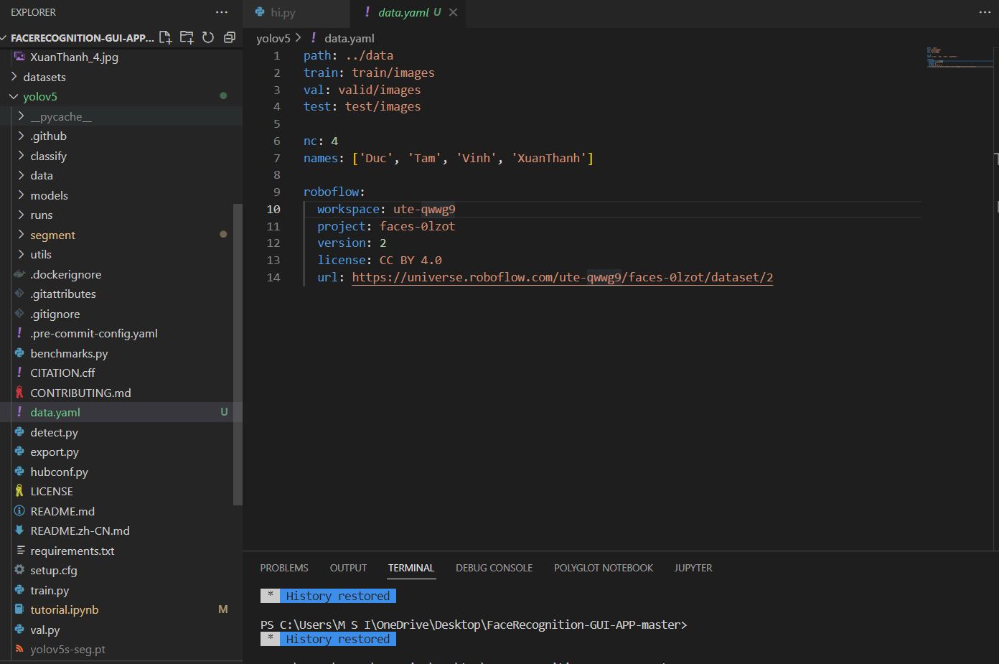 EXPLORER
FACERECOGNITION-GUI-APP...
XuanThanh_4.jpg
datasets
yolov5
__pycache__
.github
classify
data
models
runs
segment
utils
.dockerignore
.gitattributes
.gitignore
! .pre-commit-config.yaml
benchmarks.py
! CITATION.cff
CONTRIBUTING.md
! data.yaml U
detect.py
export.py
hubconf.py
LICENSE
README.md
README.zh-CN.md
requirements.txt
setup.cfg
train.py
tutorial.ipynb M
val.py
yolov5s-seg.pt
hi.py
! data.yaml U
yolov5 > ! data.yaml
1 path: ../data
2 train: train/images
3 val: valid/images
4 test: test/images
5
6 nc: 4
7 names: ['Duc', 'Tam', 'Vinh', 'XuanThanh']
8
9 roboflow:
10 workspace: ute-qwwg9
11 project: faces-0lzot
12 version: 2
13 license: CC BY 4.0
14 url: https://universe.roboflow.com/ute-qwwg9/faces-0lzot/dataset/2
PROBLEMS OUTPUT TERMINAL DEBUG CONSOLE POLYGLOT NOTEBOOK JUPYTER
* History restored
PS C:\Users\M S I\OneDrive\Desktop\FaceRecognition-GUI-APP-master>
* History restored